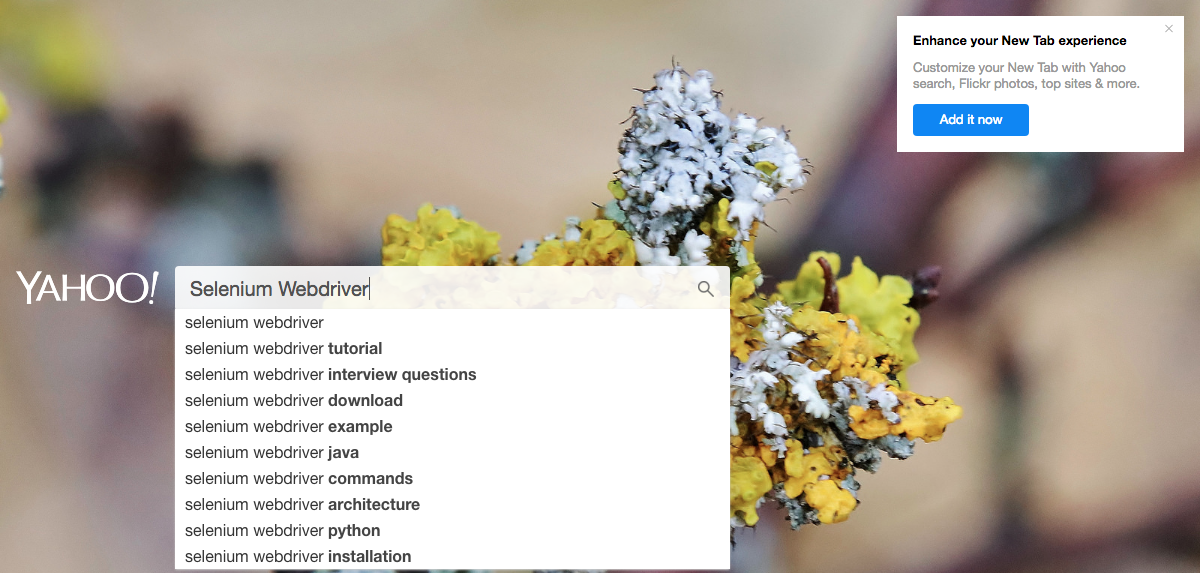 Enhance your New Tab experience
Customize your New Tab with Yahoo
search, Flickr photos, top sites & more.
Add it now
YAHOO!
Selenium Webdriver
selenium webdriver
selenium webdriver tutorial
selenium webdriver interview questions
selenium webdriver download
selenium webdriver example
selenium webdriver java
selenium webdriver commands
selenium webdriver architecture
selenium webdriver python
selenium webdriver installation